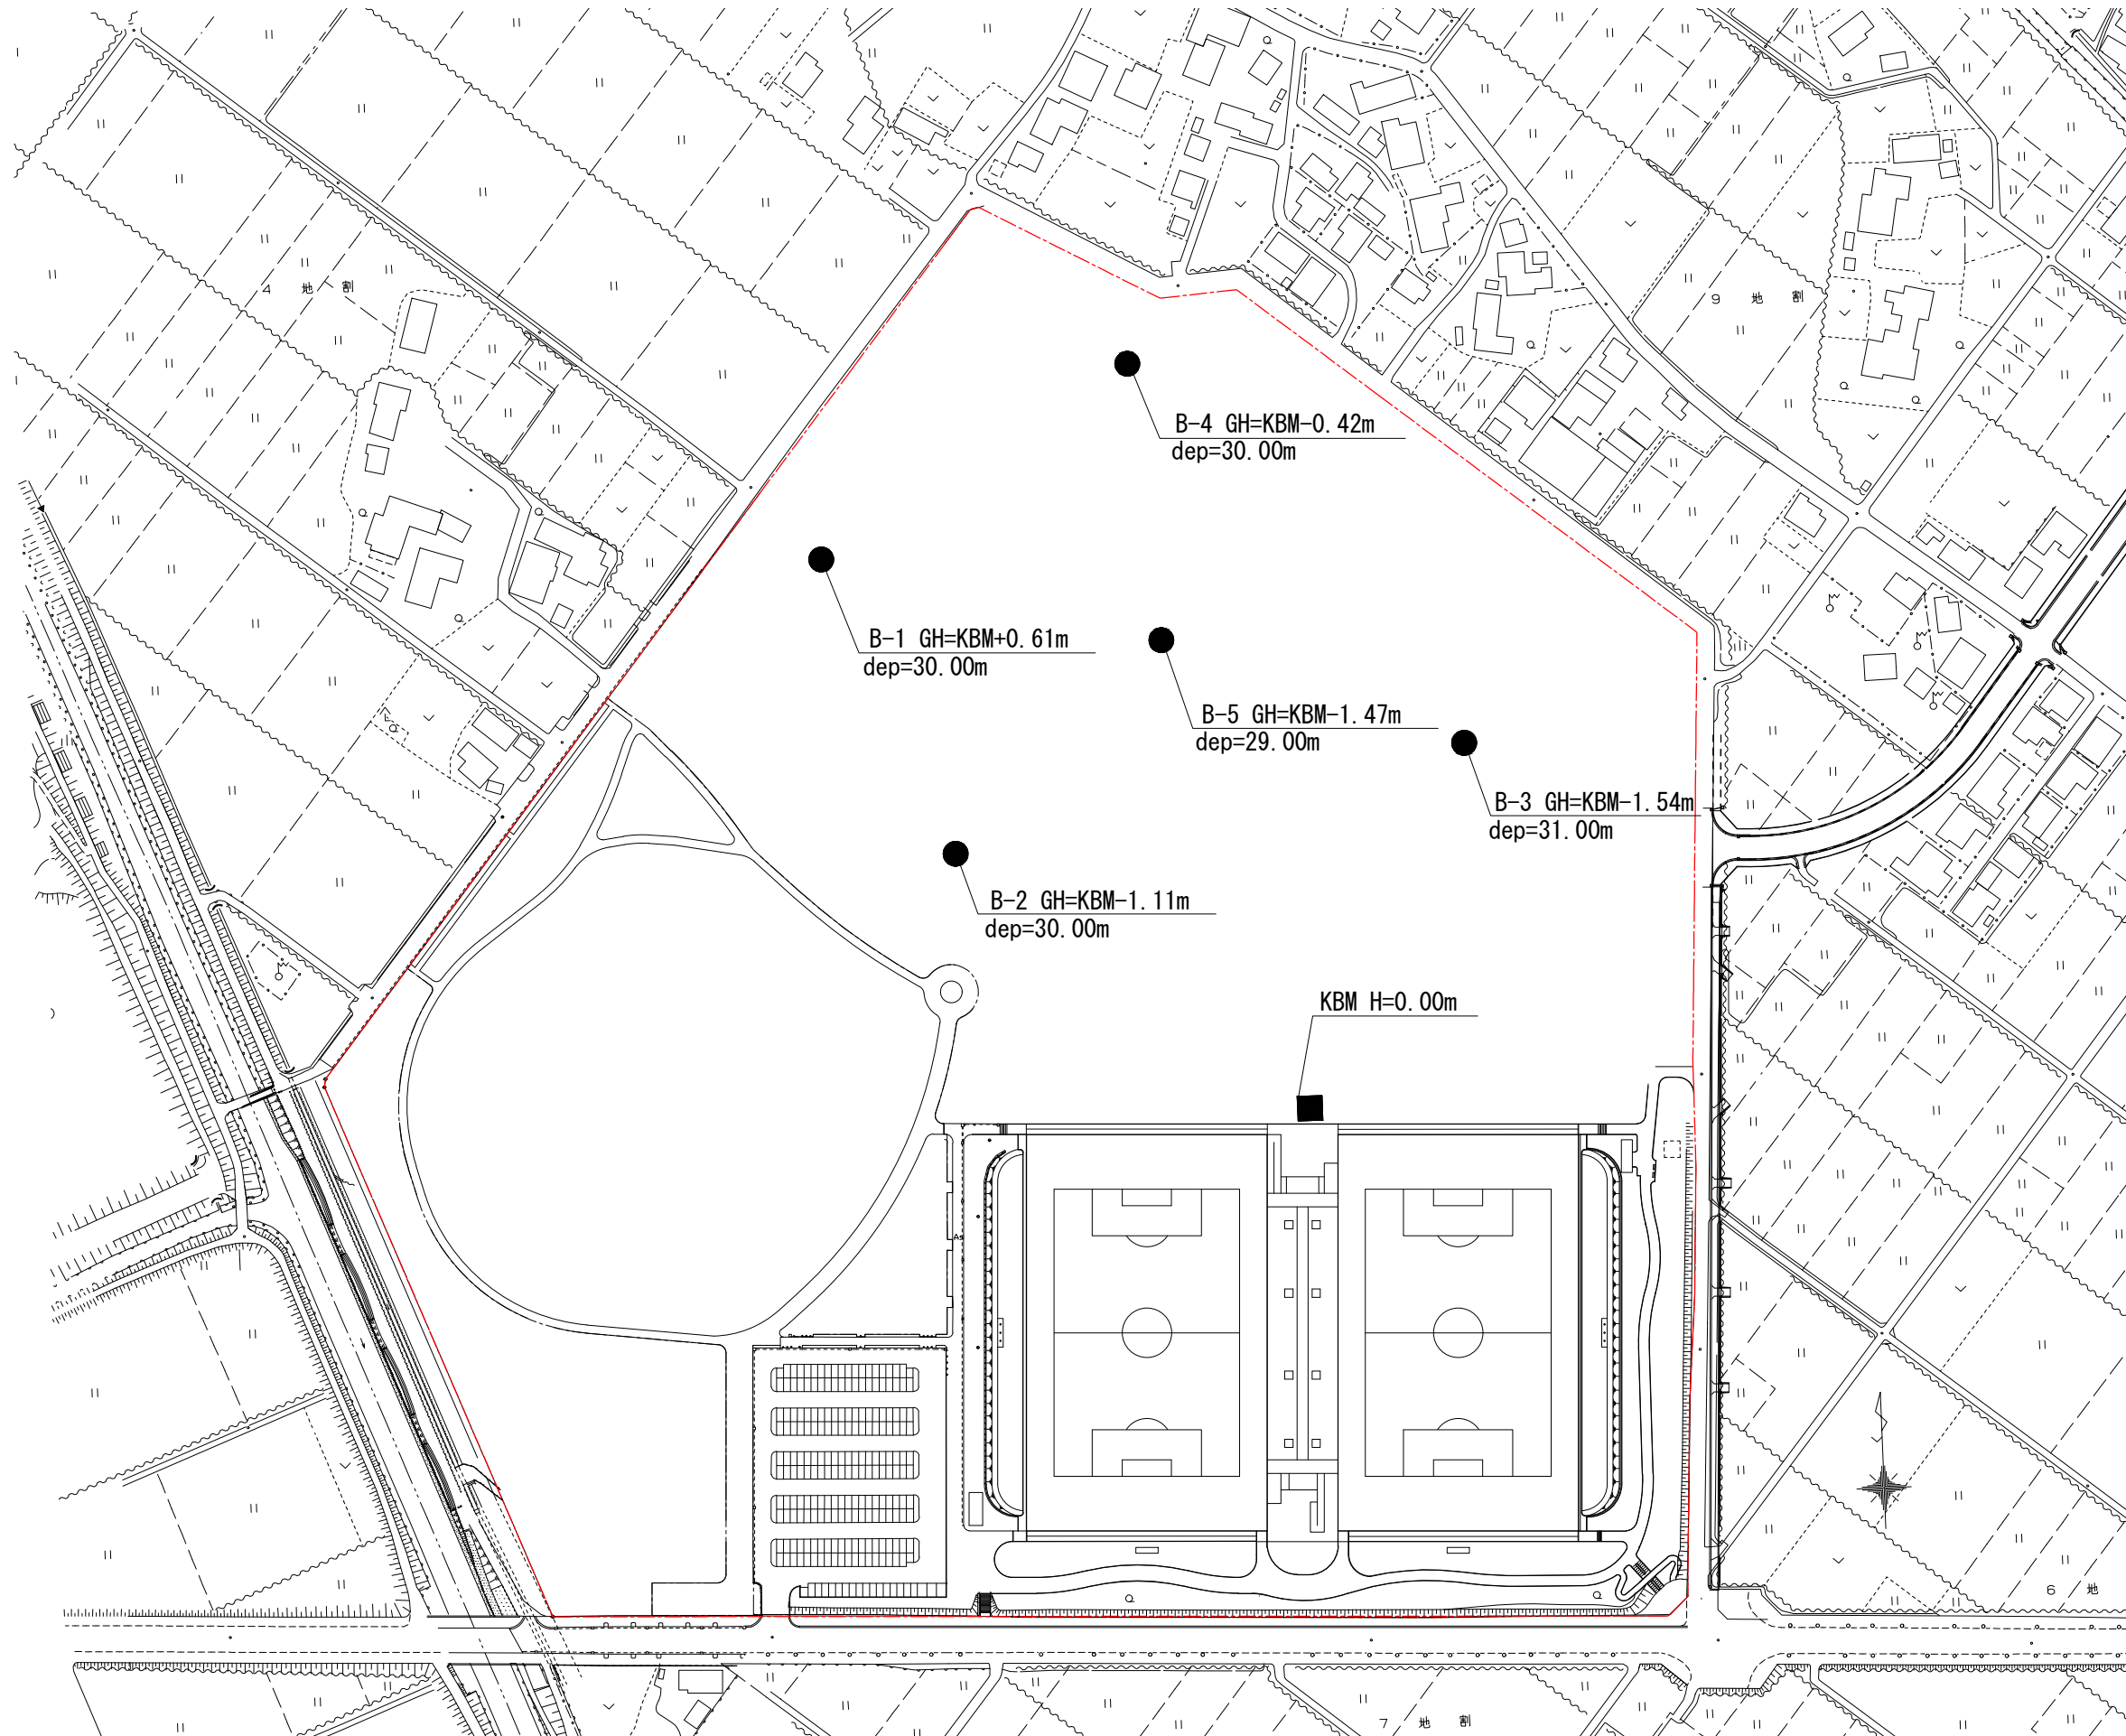 4 地 割
9 地 割
B-4 GH=KBM-0.42m
dep=30.00m
B-1 GH=KBM+0.61m
dep=30.00m
B-5 GH=KBM-1.47m
dep=29.00m
B-3 GH=KBM-1.54m
dep=31.00m
B-2 GH=KBM-1.11m
dep=30.00m
KBM H=0.00m
As
6 地
7 地 割